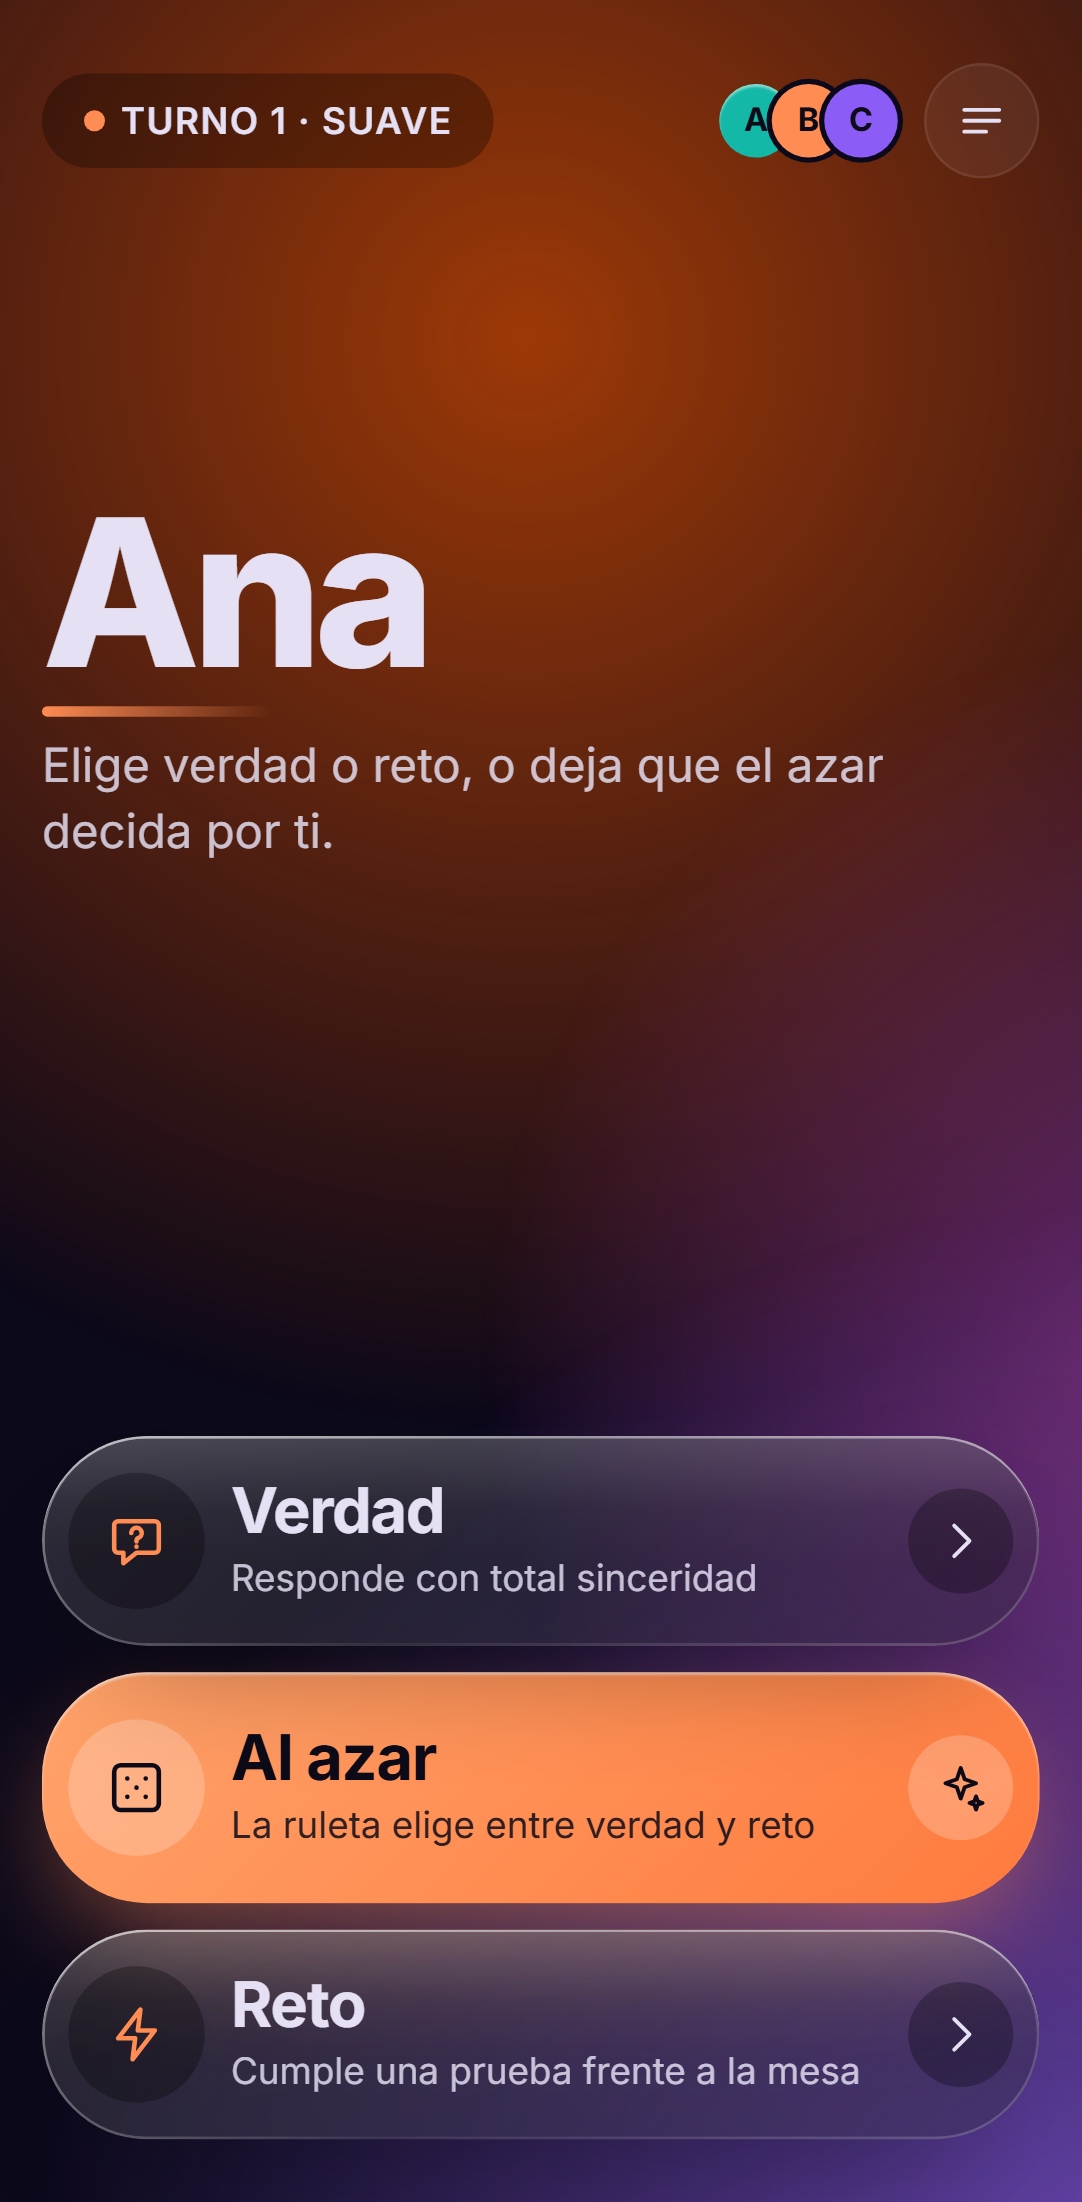 TURNO 1 · SUAVE
A B C
Ana
Elige verdad o reto, o deja que el azar
decida por ti.
Verdad
Responde con total sinceridad
Al azar
La ruleta elige entre verdad y reto
Reto
Cumple una prueba frente a la mesa